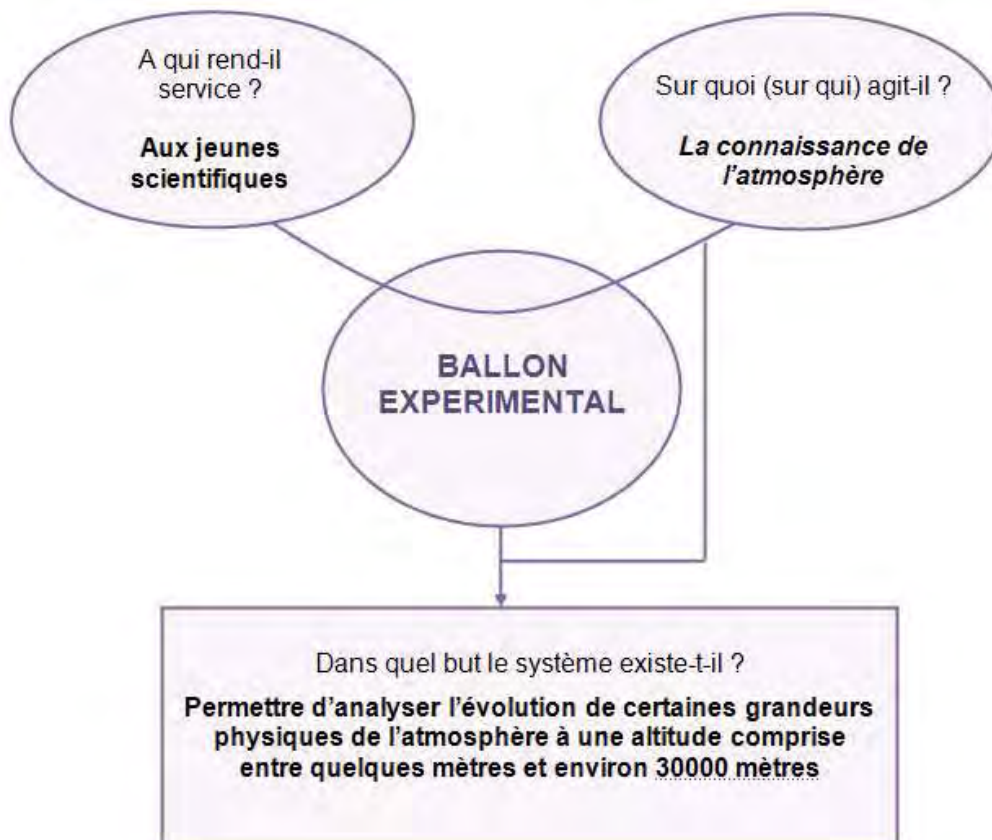 A qui rend-il
service ?
Aux jeunes
scientifiques
Sur quoi (sur qui) agit-il ?
La connaissance de
l'atmosphère
BALLON
EXPERIMENTAL
Dans quel but le système existe-t-il ?
Permettre d'analyser l'évolution de certaines grandeurs
physiques de l'atmosphère à une altitude comprise
entre quelques mètres et environ 30000 mètres